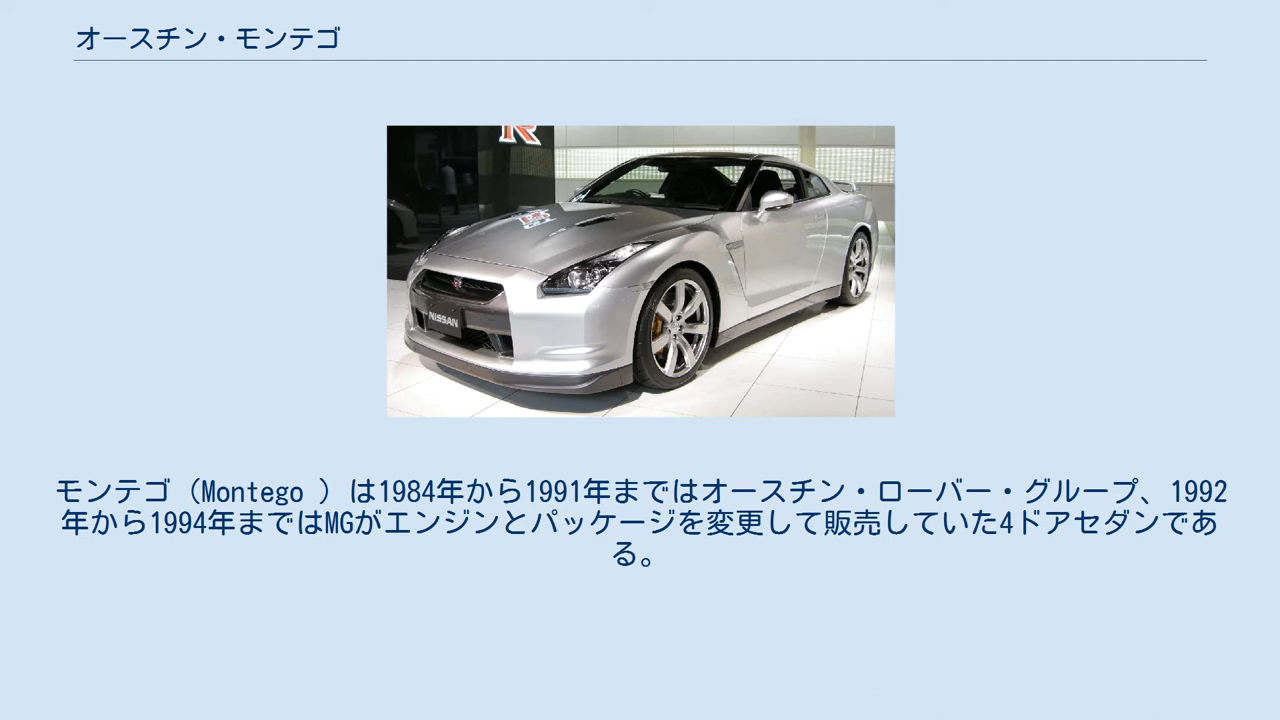 オースチン・モンテゴ
R
NISSAN
モンテゴ（Montego ）は1984年から1991年まではオースチン・ローバー・グループ、1992
年から1994年まではMGがエンジンとパッケージを変更して販売していた4ドアセダンであ
る。